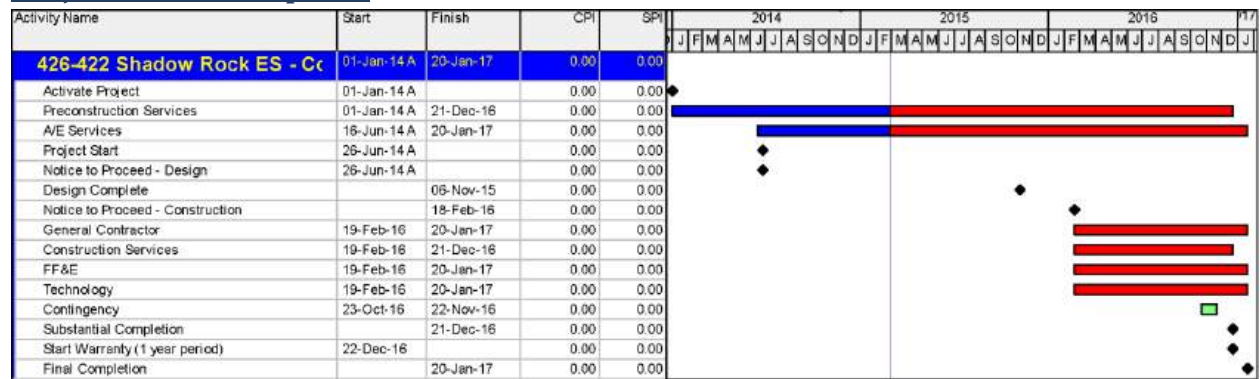 Activity Name Start Finish CPI SPI 2014 2015 2016 '17
J F M A M J J A S O N D J F M A M J J A S O N D J F M A M J J A S O N D J
426-422 Shadow Rock ES - Cc 01-Jan-14 A 20-Jan-17 0.00 0.00
Activate Project 01-Jan-14 A 0.00 0.00
Preconstruction Services 01-Jan-14 A 21-Dec-16 0.00 0.00
A/E Services 16-Jun-14 A 20-Jan-17 0.00 0.00
Project Start 26-Jun-14 A 0.00 0.00
Notice to Proceed - Design 26-Jun-14 A 0.00 0.00
Design Complete 06-Nov-15 0.00 0.00
Notice to Proceed - Construction 18-Feb-16 0.00 0.00
General Contractor 19-Feb-16 20-Jan-17 0.00 0.00
Construction Services 19-Feb-16 21-Dec-16 0.00 0.00
FF&E 19-Feb-16 20-Jan-17 0.00 0.00
Technology 19-Feb-16 20-Jan-17 0.00 0.00
Contingency 23-Oct-16 22-Nov-16 0.00 0.00
Substantial Completion 21-Dec-16 0.00 0.00
Start Warranty (1 year period) 22-Dec-16 0.00 0.00
Final Completion 20-Jan-17 0.00 0.00